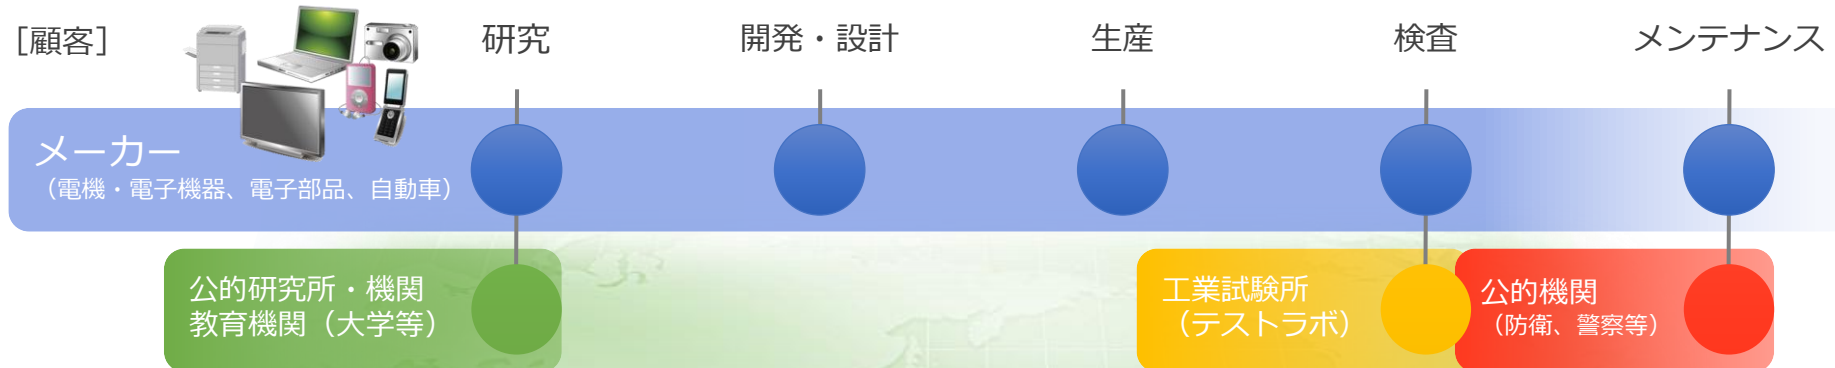 ［顧客］
研究
開発・設計
生産
検査
メンテナンス
メーカー
（電機・電子機器、電子部品、自動車）
公的研究所・機関
教育機関（大学等）
工業試験所
（テストラボ）
公的機関
（防衛、警察等）